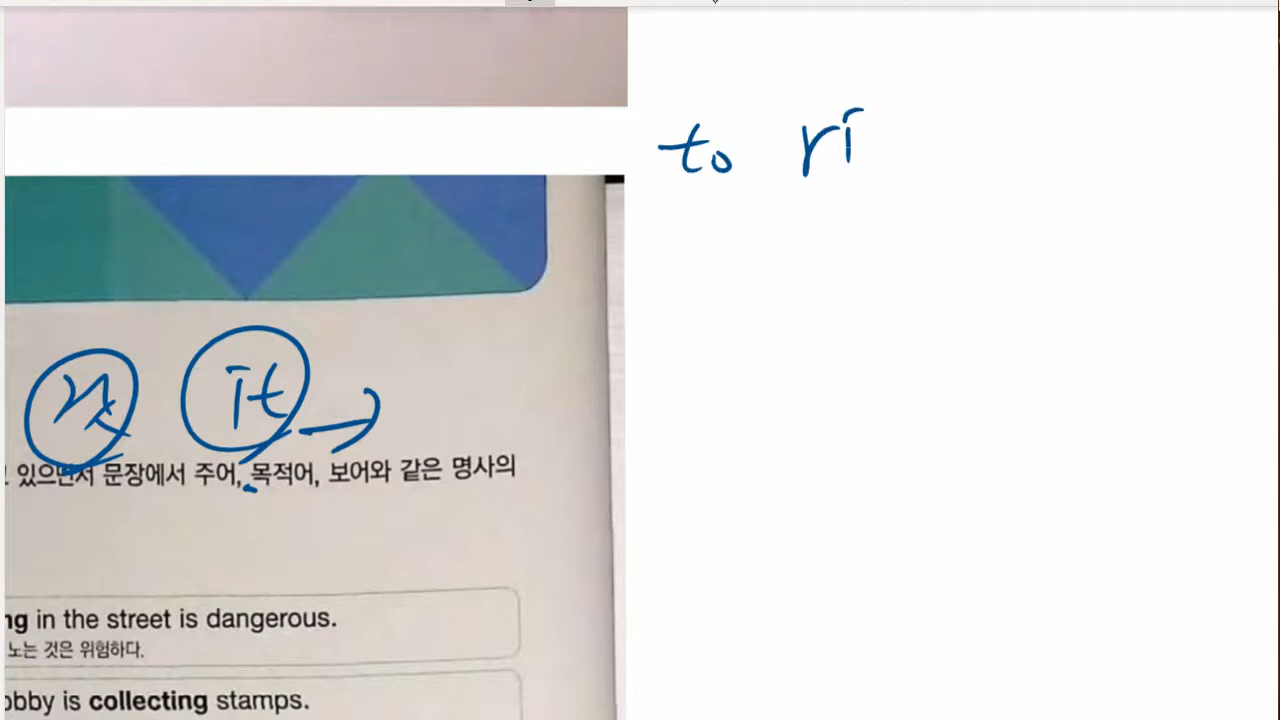 to ri
것 it
있으면서 문장에서 주어, 목적어, 보어와 같은 명사의
ng in the street is dangerous.
노는 것은 위험하다.
obby is collecting stamps.